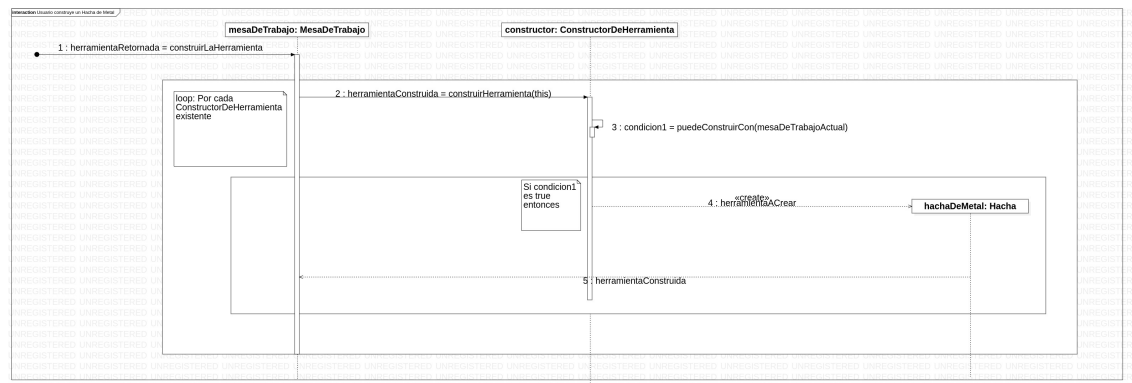 interaction Usuario construye un Hacha de Metal
mesaDeTrabajo: MesaDeTrabajo
constructor: ConstructorDeHerramienta
1 : herramientaRetornada = construirLaHerramienta
loop: Por cada
ConstructorDeHerramienta
existente
2 : herramientaConstruida = construirHerramienta(this)
3 : condicion1 = puedeConstruirCon(mesaDeTrabajoActual)
Si condicion1
es true
entonces
«create»
4 : herramientaACrear
hachaDeMetal: Hacha
5 : herramientaConstruida
UNREGISTERED